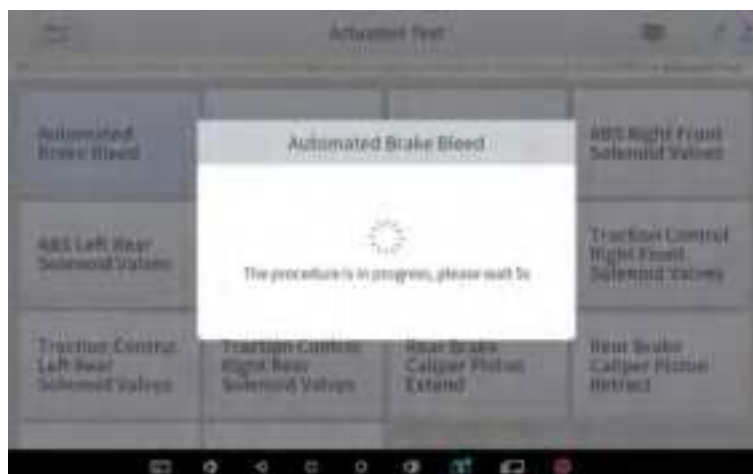 Actuation Test
Automated
Brake Bleed
ABS Right Front
Solenoid Valves
Automated Brake Bleed
The procedure is in progress, please wait 5s
ABS Left Rear
Solenoid Valves
Traction Control
Right Front
Solenoid Valves
Traction Control
Left Rear
Solenoid Valves
Traction Control
Right Rear
Solenoid Valves
Rear Brake
Caliper Piston
Extend
Rear Brake
Caliper Piston
Retract